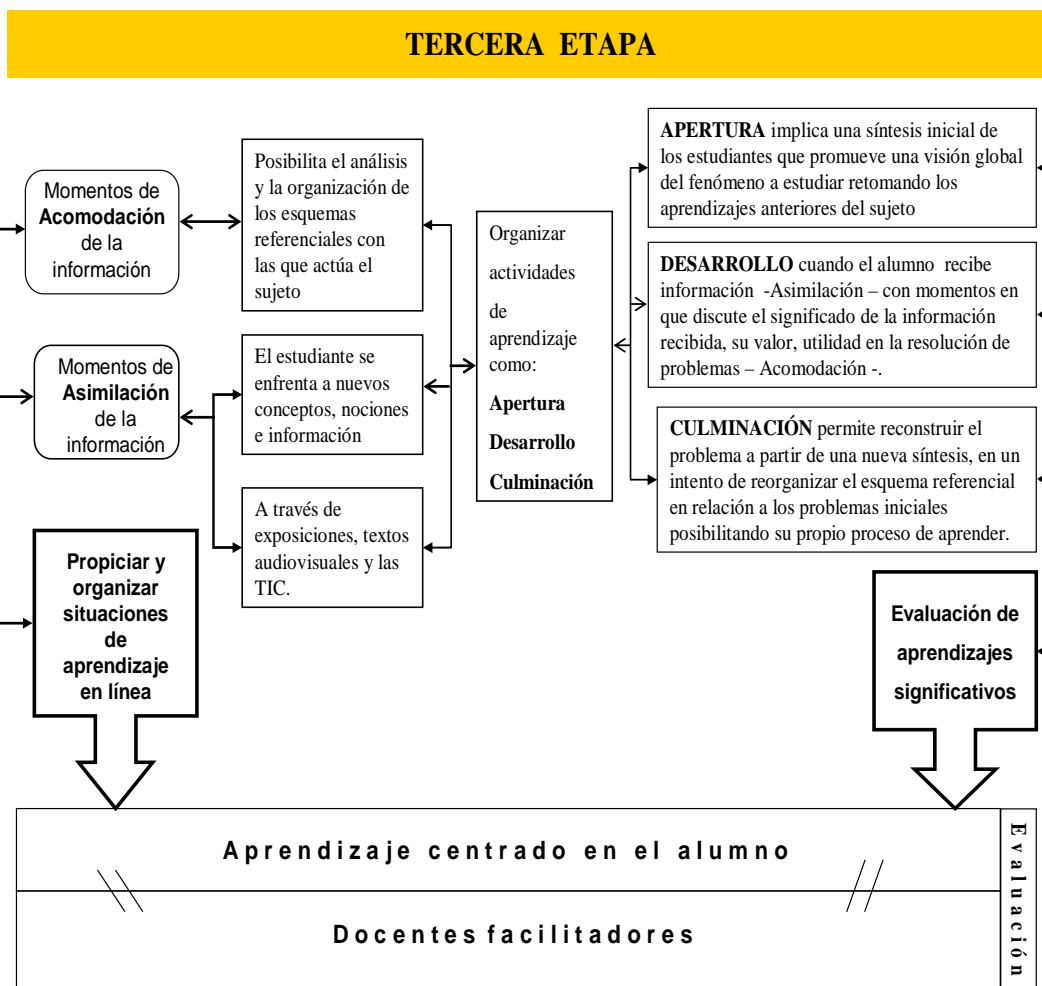 TERCERA ETAPA
Momentos de
Acomodación
de la
información
Posibilita el análisis
y la organización de
los esquemas
referenciales con
las que actúa el
sujeto
Momentos de
Asimilación
de la
información
El estudiante se
enfrenta a nuevos
conceptos, nociones
e información
A través de
exposiciones, textos
audiovisuales y las
TIC.
Organizar
actividades
de
aprendizaje
como:
Apertura
Desarrollo
Culminación
APERTURA implica una síntesis inicial de
los estudiantes que promueve una visión global
del fenómeno a estudiar retomando los
aprendizajes anteriores del sujeto
DESARROLLO cuando el alumno recibe
información -Asimilación – con momentos en
que discute el significado de la información
recibida, su valor, utilidad en la resolución de
problemas – Acomodación -.
CULMINACIÓN permite reconstruir el
problema a partir de una nueva síntesis, en un
intento de reorganizar el esquema referencial
en relación a los problemas iniciales
posibilitando su propio proceso de aprender.
Propiciar y
organizar
situaciones
de
aprendizaje
en línea
Evaluación de
aprendizajes
significativos
Aprendizaje centrado en el alumno
Docentes facilitadores
Evaluación